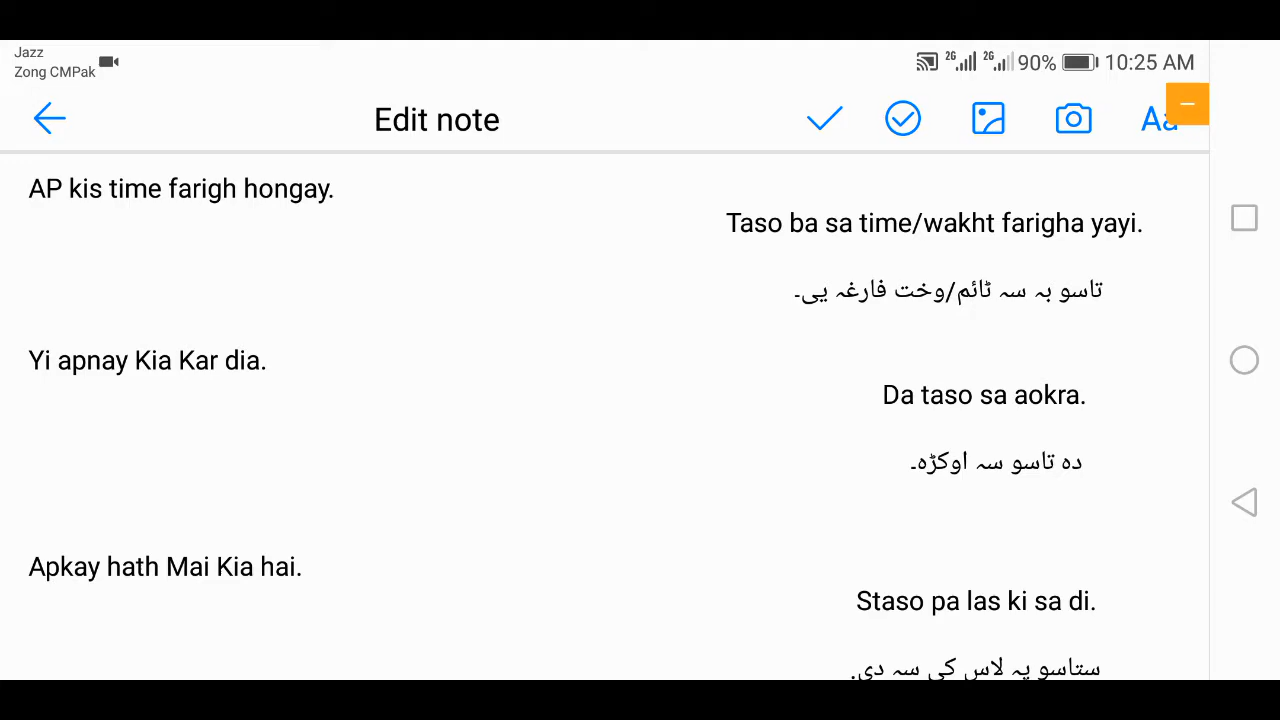 Jazz
Zong CMPak
2G 2G 90% 10:25 AM
Edit note
Aa
AP kis time farigh hongay.
Taso ba sa time/wakht farigha yayi.
تاسو بہ سہ ٹائم/وخت فارغہ یی۔
Yi apnay Kia Kar dia.
Da taso sa aokra.
دہ تاسو سہ اوکڑہ۔
Apkay hath Mai Kia hai.
Staso pa las ki sa di.
ستاسو پہ لاس کی سہ دی.